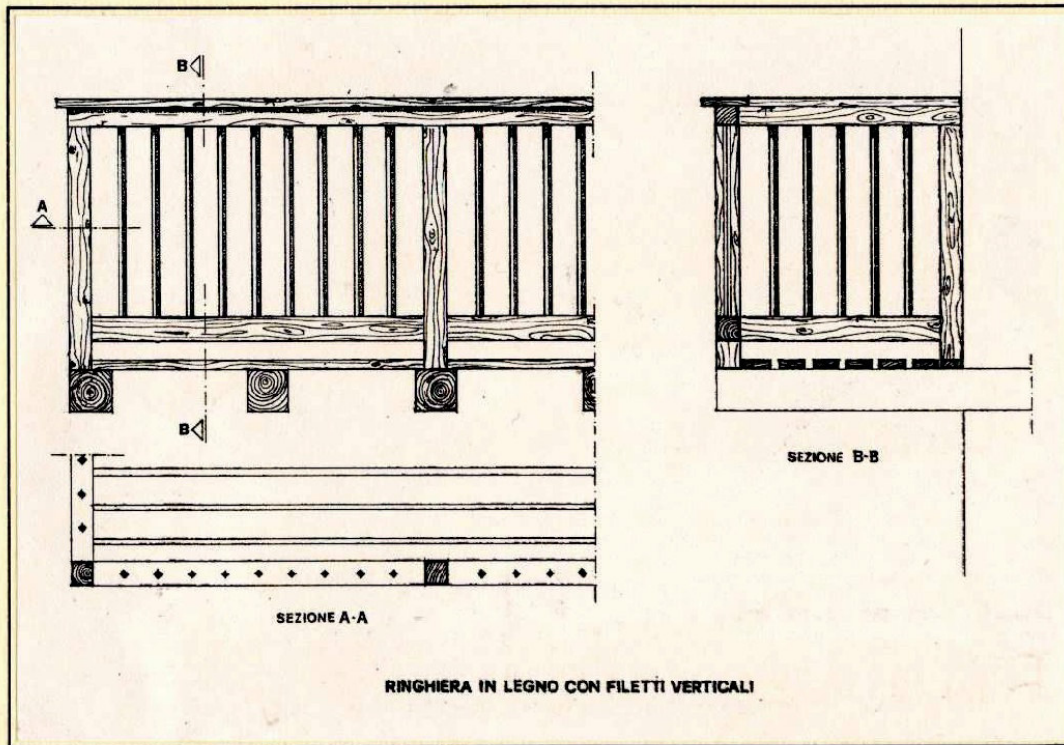 B
A
B
SEZIONE B-B
SEZIONE A-A
RINGHIERA IN LEGNO CON FILETTI VERTICALI